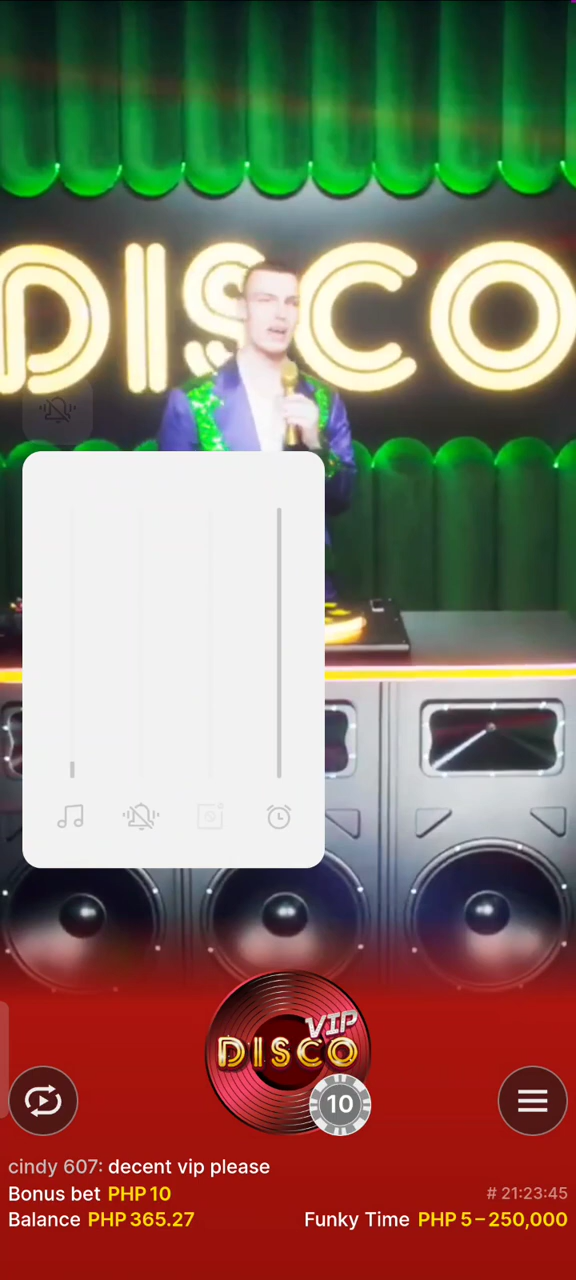 DISCO
VIP
DISCO
10
cindy 607: decent vip please
Bonus bet PHP 10
# 21:23:45
Balance PHP 365.27
Funky Time PHP 5–250,000